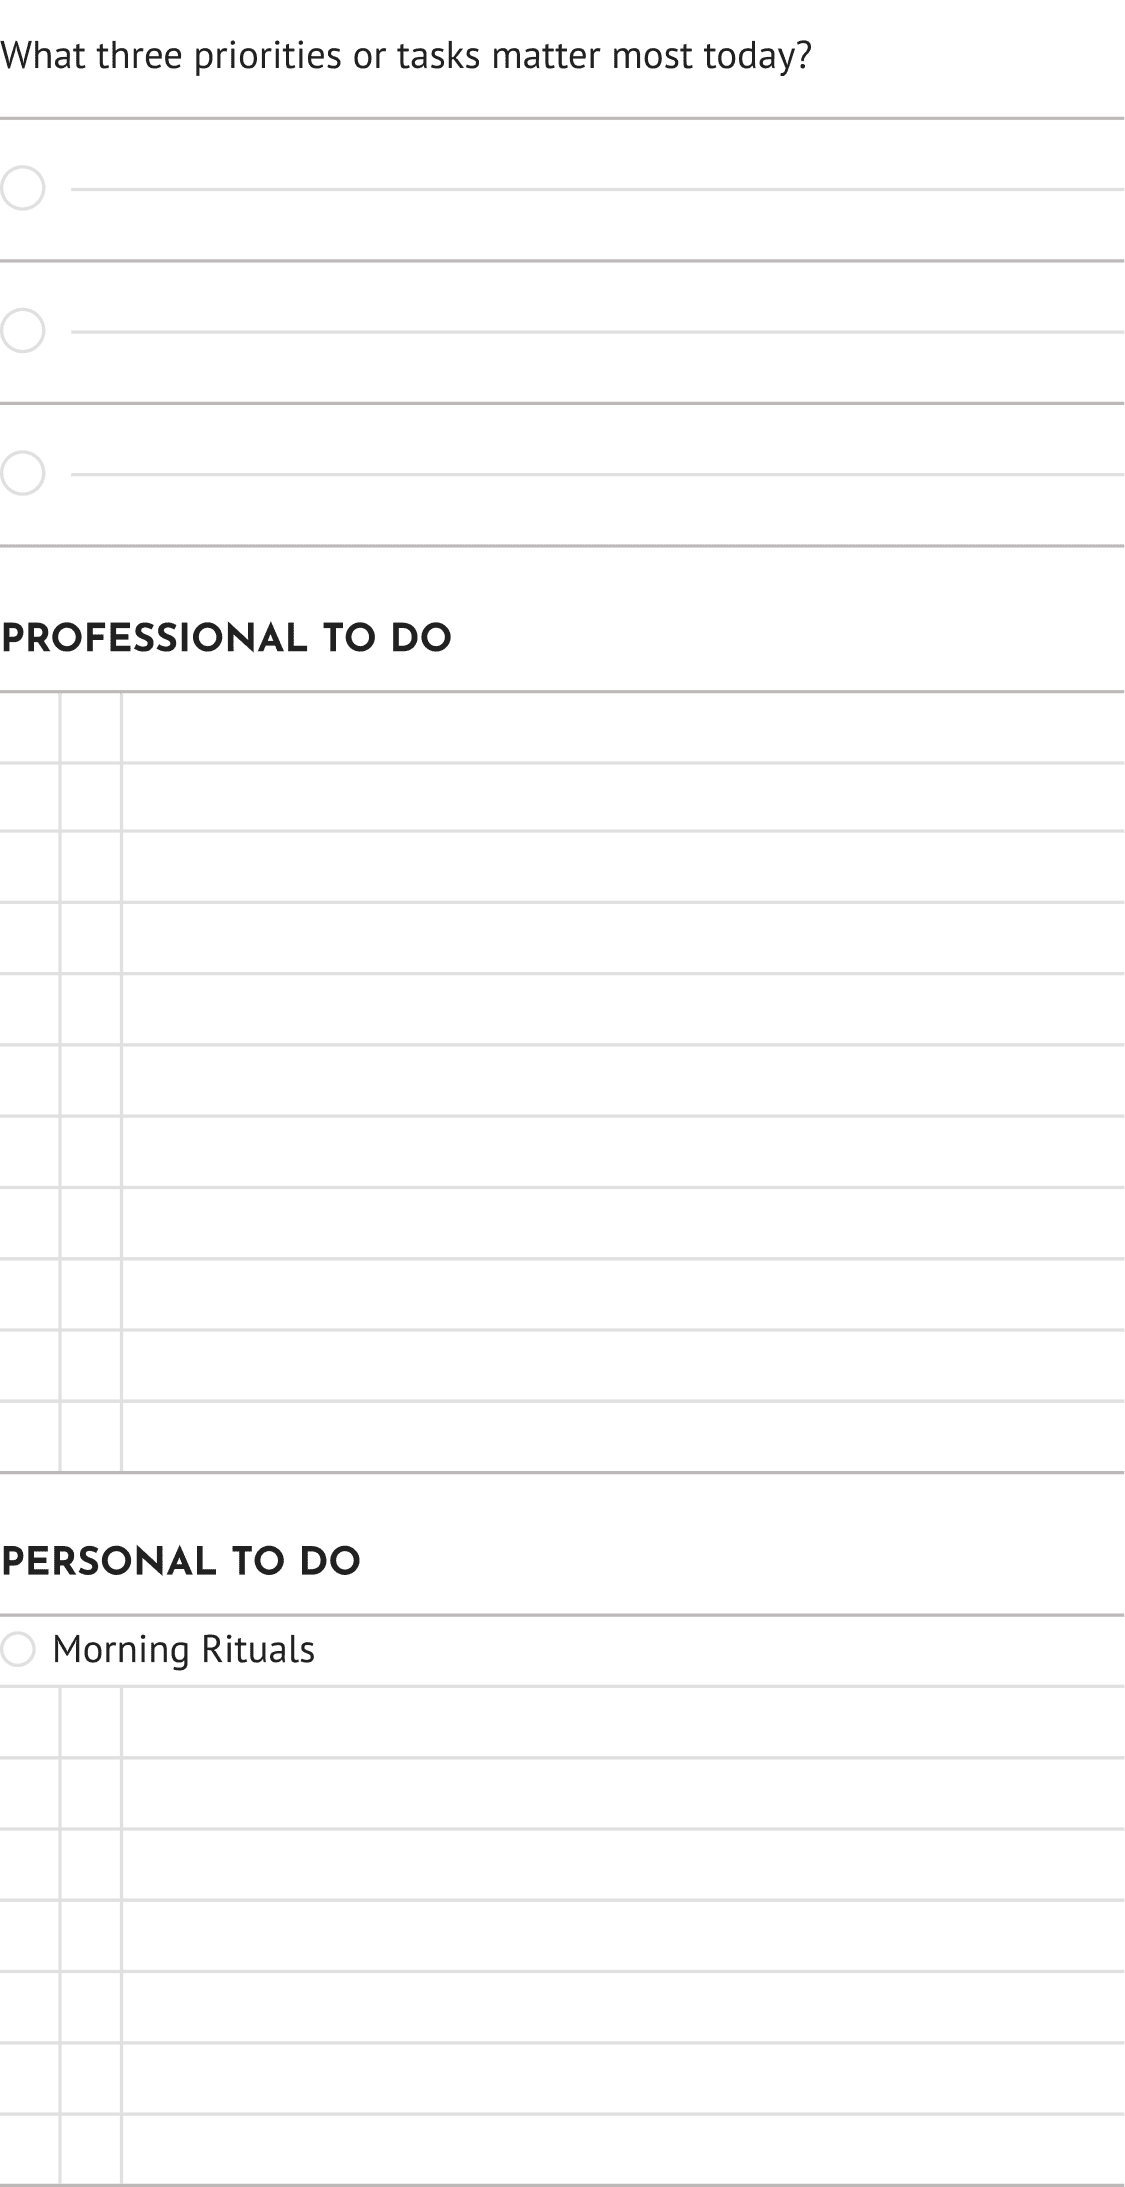 What three priorities or tasks matter most today?
PROFESSIONAL TO DO
PERSONAL TO DO
Morning Rituals